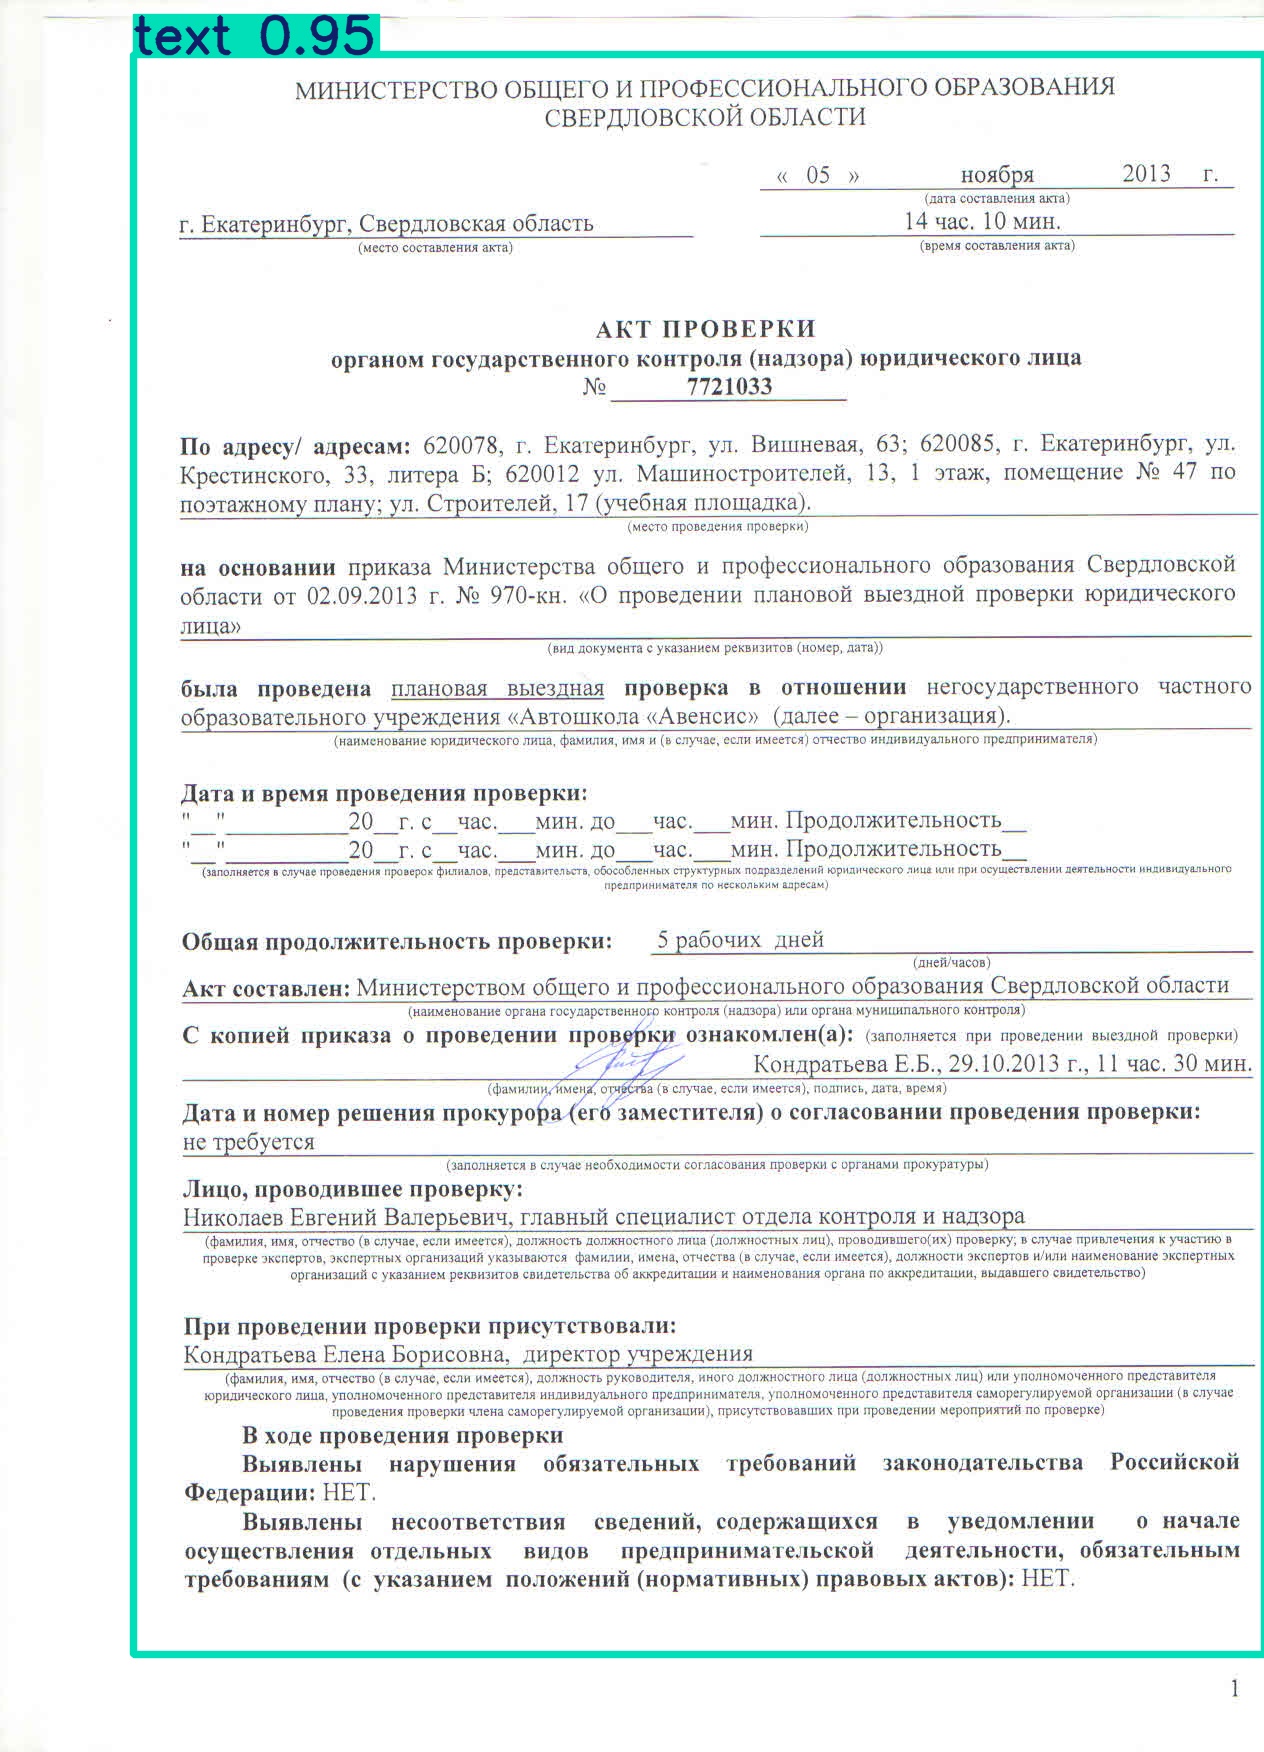 text 0.95
МИНИСТЕРСТВО ОБЩЕГО И ПРОФЕССИОНАЛЬНОГО ОБРАЗОВАНИЯ
СВЕРДЛОВСКОЙ ОБЛАСТИ
« 05 » ноября 2013 г.
(дата составления акта)
г. Екатеринбург, Свердловская область 14 час. 10 мин.
(место составления акта) (время составления акта)
АКТ ПРОВЕРКИ
органом государственного контроля (надзора) юридического лица
№ 7721033
По адресу/ адресам: 620078, г. Екатеринбург, ул. Вишневая, 63; 620085, г. Екатеринбург, ул.
Крестинского, 33, литера Б; 620012 ул. Машиностроителей, 13, 1 этаж, помещение № 47 по
поэтажному плану; ул. Строителей, 17 (учебная площадка).
(место проведения проверки)
на основании приказа Министерства общего и профессионального образования Свердловской
области от 02.09.2013 г. № 970-кн. «О проведении плановой выездной проверки юридического
лица»
(вид документа с указанием реквизитов (номер, дата))
была проведена плановая выездная проверка в отношении негосударственного частного
образовательного учреждения «Автошкола «Авенсис» (далее – организация).
(наименование юридического лица, фамилия, имя и (в случае, если имеется) отчество индивидуального предпринимателя)
Дата и время проведения проверки:
"__"__________20__г. с__час.___мин. до___час.___мин. Продолжительность__
"__"__________20__г. с__час.___мин. до___час.___мин. Продолжительность__
(заполняется в случае проведения проверок филиалов, представительств, обособленных структурных подразделений юридического лица или при осуществлении деятельности индивидуального
предпринимателя по нескольким адресам)
Общая продолжительность проверки: 5 рабочих дней
(дней/часов)
Акт составлен: Министерством общего и профессионального образования Свердловской области
(наименование органа государственного контроля (надзора) или органа муниципального контроля)
С копией приказа о проведении проверки ознакомлен(а): (заполняется при проведении выездной проверки)
Кондратьева Е.Б., 29.10.2013 г., 11 час. 30 мин.
(фамилии, имена, отчества (в случае, если имеется), подпись, дата, время)
Дата и номер решения прокурора (его заместителя) о согласовании проведения проверки:
не требуется
(заполняется в случае необходимости согласования проверки с органами прокуратуры)
Лицо, проводившее проверку:
Николаев Евгений Валерьевич, главный специалист отдела контроля и надзора
(фамилия, имя, отчество (в случае, если имеется), должность должностного лица (должностных лиц), проводившего(их) проверку; в случае привлечения к участию в
проверке экспертов, экспертных организаций указываются фамилии, имена, отчества (в случае, если имеется), должности экспертов и/или наименование экспертных
организаций с указанием реквизитов свидетельства об аккредитации и наименования органа по аккредитации, выдавшего свидетельство)
При проведении проверки присутствовали:
Кондратьева Елена Борисовна, директор учреждения
(фамилия, имя, отчество (в случае, если имеется), должность руководителя, иного должностного лица (должностных лиц) или уполномоченного представителя
юридического лица, уполномоченного представителя индивидуального предпринимателя, уполномоченного представителя саморегулируемой организации (в случае
проведения проверки члена саморегулируемой организации), присутствовавших при проведении мероприятий по проверке)
В ходе проведения проверки
Выявлены нарушения обязательных требований законодательства Российской
Федерации: НЕТ.
Выявлены несоответствия сведений, содержащихся в уведомлении о начале
осуществления отдельных видов предпринимательской деятельности, обязательным
требованиям (с указанием положений (нормативных) правовых актов): НЕТ.
1